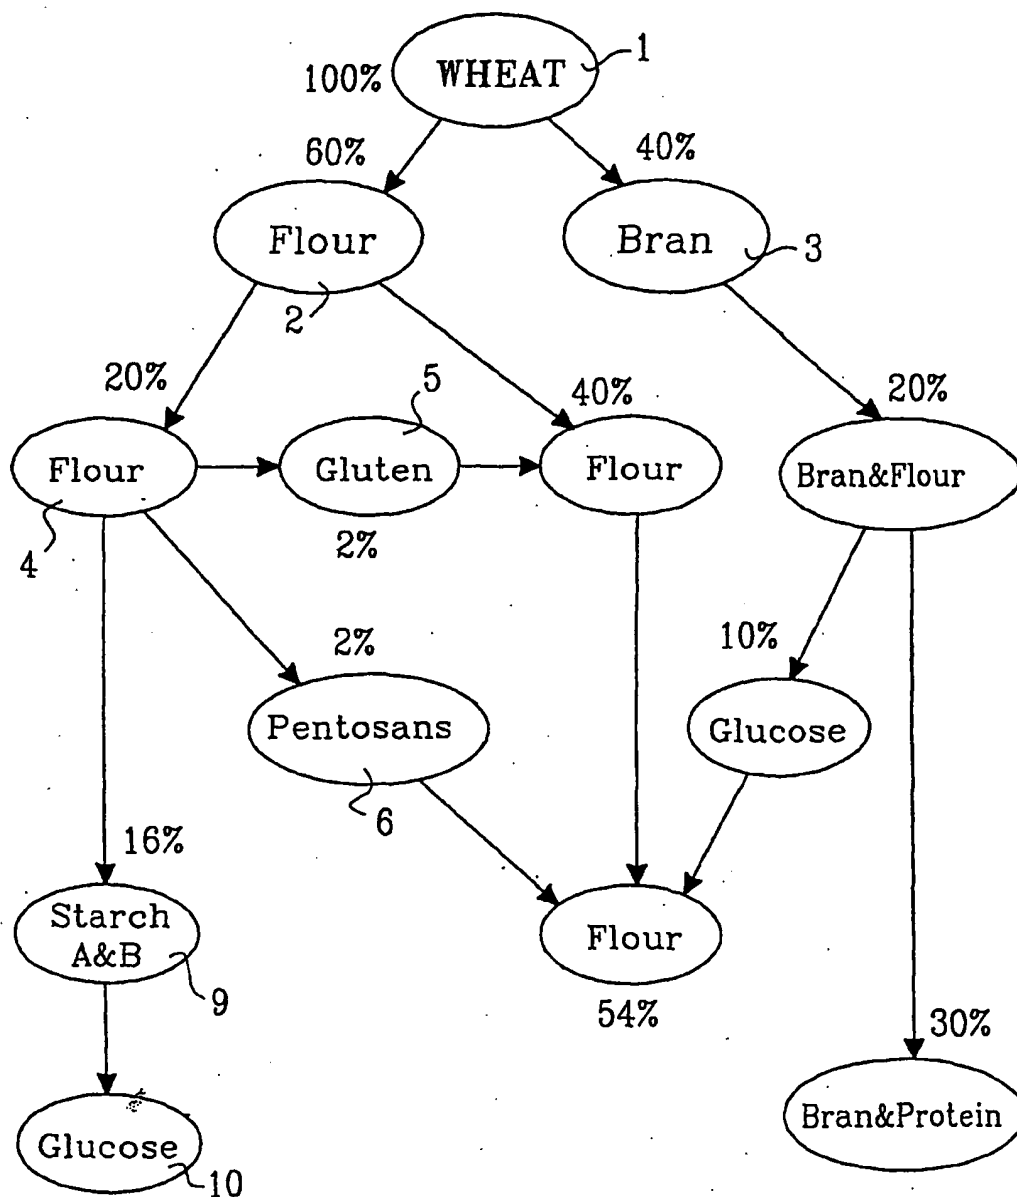 1
100%
WHEAT
60%
40%
Flour
Bran
3
2
20%
5
40%
20%
Flour
Gluten
Flour
Bran&Flour
4
2%
2%
10%
Pentosans
Glucose
6
16%
Starch
A&B
Flour
9
54%
30%
Bran&Protein
Glucose
10